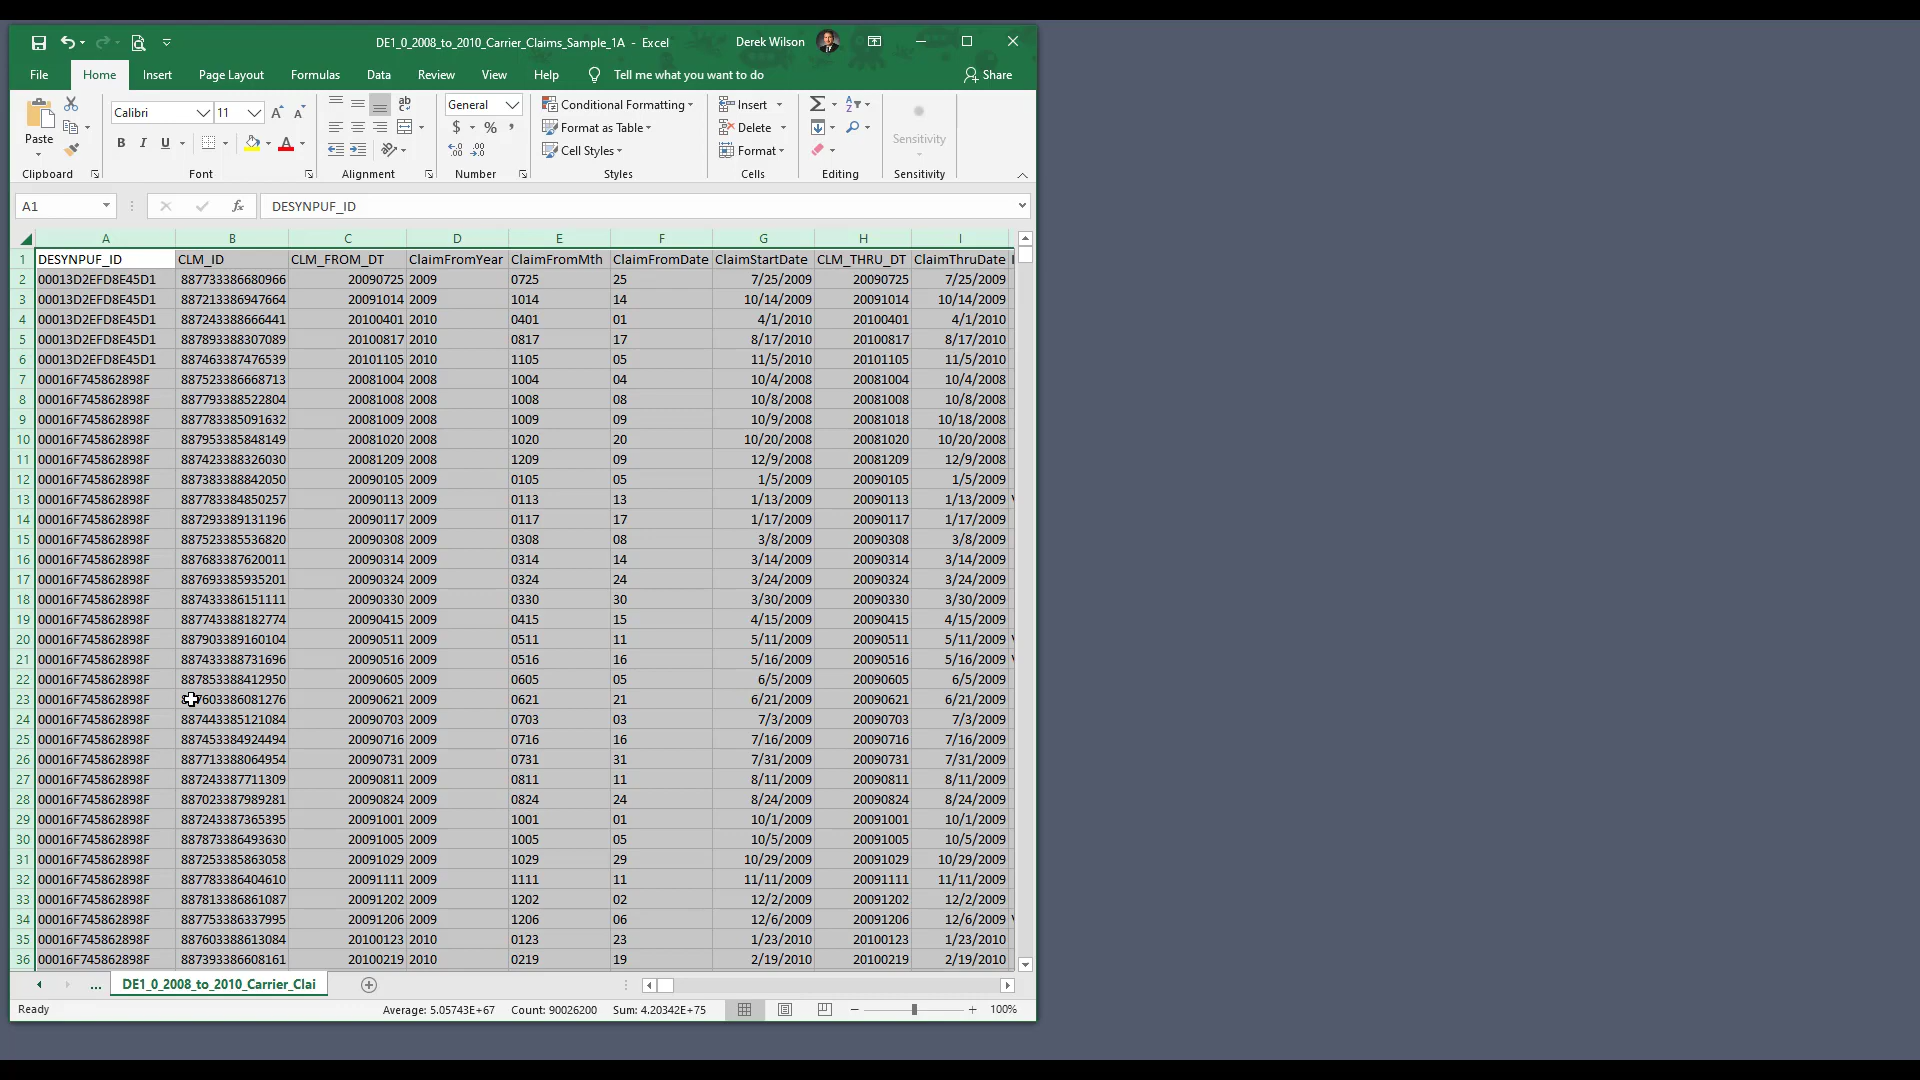 DE1_0_2008_to_2010_Carrier_Claims_Sample_1A - Excel Derek Wilson
File Home Insert Page Layout Formulas Data Review View Help Tell me what you want to do Share
Calibri 11 General Conditional Formatting Insert
Paste $ % , Format as Table Delete Sensitivity
B I U A Cell Styles Format
Clipboard Font Alignment Number Styles Cells Editing Sensitivity
A1 fx DESYNPUF_ID
A B C D E F G H I
1 DESYNPUF_ID CLM_ID CLM_FROM_DT ClaimFromYear ClaimFromMth ClaimFromDate ClaimStartDate CLM_THRU_DT ClaimThruDate
2 00013D2EFD8E45D1 887733386680966 20090725 2009 0725 25 7/25/2009 20090725 7/25/2009
3 00013D2EFD8E45D1 887213386947664 20091014 2009 1014 14 10/14/2009 20091014 10/14/2009
4 00013D2EFD8E45D1 887243388666441 20100401 2010 0401 01 4/1/2010 20100401 4/1/2010
5 00013D2EFD8E45D1 887893388307089 20100817 2010 0817 17 8/17/2010 20100817 8/17/2010
6 00013D2EFD8E45D1 887463387476539 20101105 2010 1105 05 11/5/2010 20101105 11/5/2010
7 00016F745862898F 887523386668713 20081004 2008 1004 04 10/4/2008 20081004 10/4/2008
8 00016F745862898F 887793388522804 20081008 2008 1008 08 10/8/2008 20081008 10/8/2008
9 00016F745862898F 887783385091632 20081009 2008 1009 09 10/9/2008 20081018 10/18/2008
10 00016F745862898F 887953385848149 20081020 2008 1020 20 10/20/2008 20081020 10/20/2008
11 00016F745862898F 887423388326030 20081209 2008 1209 09 12/9/2008 20081209 12/9/2008
12 00016F745862898F 887383388842050 20090105 2009 0105 05 1/5/2009 20090105 1/5/2009
13 00016F745862898F 887783384850257 20090113 2009 0113 13 1/13/2009 20090113 1/13/2009
14 00016F745862898F 887293389131196 20090117 2009 0117 17 1/17/2009 20090117 1/17/2009
15 00016F745862898F 887523385536820 20090308 2009 0308 08 3/8/2009 20090308 3/8/2009
16 00016F745862898F 887683387620011 20090314 2009 0314 14 3/14/2009 20090314 3/14/2009
17 00016F745862898F 887693385935201 20090324 2009 0324 24 3/24/2009 20090324 3/24/2009
18 00016F745862898F 887433386151111 20090330 2009 0330 30 3/30/2009 20090330 3/30/2009
19 00016F745862898F 887743388182774 20090415 2009 0415 15 4/15/2009 20090415 4/15/2009
20 00016F745862898F 887903389160104 20090511 2009 0511 11 5/11/2009 20090511 5/11/2009
21 00016F745862898F 887433388731696 20090516 2009 0516 16 5/16/2009 20090516 5/16/2009
22 00016F745862898F 887853388412950 20090605 2009 0605 05 6/5/2009 20090605 6/5/2009
23 00016F745862898F 20090621 2009 0621 21 6/21/2009 20090621 6/21/2009
24 00016F745862898F 887443385121084 20090703 2009 0703 03 7/3/2009 20090703 7/3/2009
25 00016F745862898F 887453384924494 20090716 2009 0716 16 7/16/2009 20090716 7/16/2009
26 00016F745862898F 887713388064954 20090731 2009 0731 31 7/31/2009 20090731 7/31/2009
27 00016F745862898F 887243387711309 20090811 2009 0811 11 8/11/2009 20090811 8/11/2009
28 00016F745862898F 887023387989281 20090824 2009 0824 24 8/24/2009 20090824 8/24/2009
29 00016F745862898F 887243387365395 20091001 2009 1001 01 10/1/2009 20091001 10/1/2009
30 00016F745862898F 887873386493630 20091005 2009 1005 05 10/5/2009 20091005 10/5/2009
31 00016F745862898F 887253385863058 20091029 2009 1029 29 10/29/2009 20091029 10/29/2009
32 00016F745862898F 887783386404610 20091111 2009 1111 11 11/11/2009 20091111 11/11/2009
33 00016F745862898F 887813386861087 20091202 2009 1202 02 12/2/2009 20091202 12/2/2009
34 00016F745862898F 887753386337995 20091206 2009 1206 06 12/6/2009 20091206 12/6/2009
35 00016F745862898F 887603388613084 20100123 2010 0123 23 1/23/2010 20100123 1/23/2010
36 00016F745862898F 887393386608161 20100219 2010 0219 19 2/19/2010 20100219 2/19/2010
... DE1_0_2008_to_2010_Carrier_Clai
Ready Average: 5.05743E+67 Count: 90026200 Sum: 4.20342E+75 100%